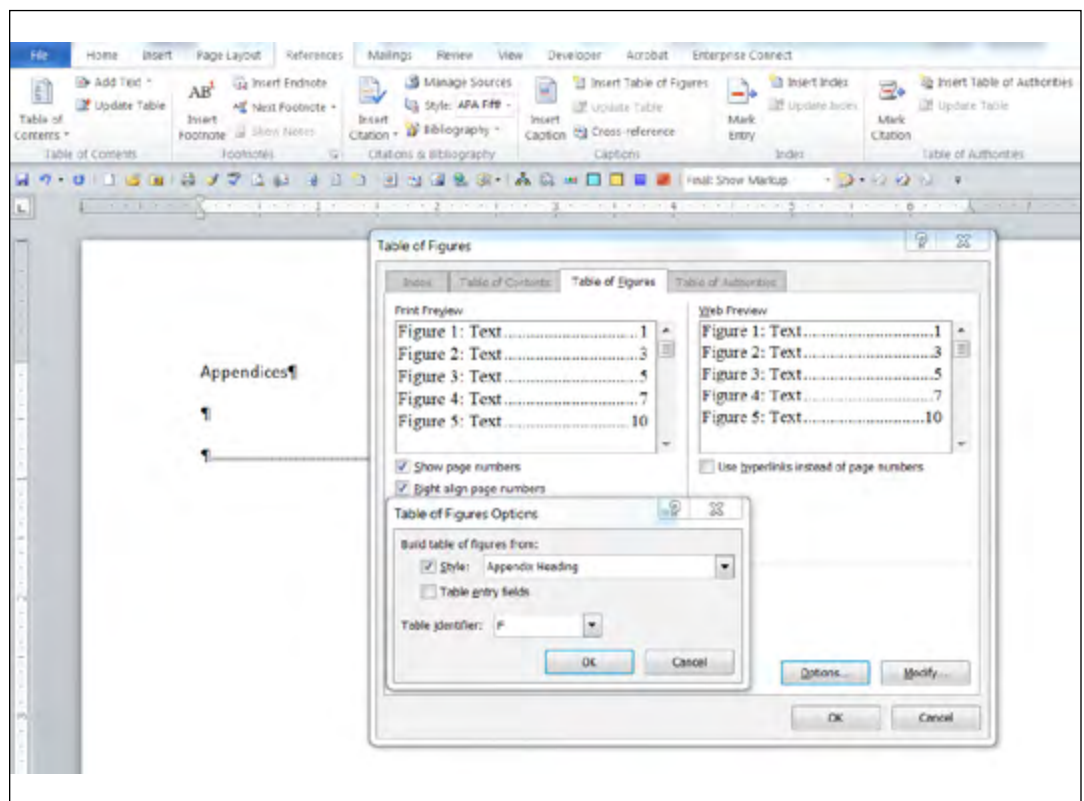 File Home Insert Page Layout References Mailings Review View Developer Acrobat Enterprise Connect
Add Text Insert Endnote Manage Sources Insert Table of Figures Insert Index Insert Table of Authorities
Update Table AB1 Next Footnote Style: APA Fift Update Table Update Index Update Table
Table of Contents Insert Footnote Show Notes Insert Citation Bibliography Insert Caption Cross-reference Mark Entry Mark Citation
Table of Contents Footnotes Citations & Bibliography Captions Index Table of Authorities
Final: Show Markup
Table of Figures
Index Table of Contents Table of Figures Table of Authorities
Print Preview Web Preview
Figure 1: Text..............................1 Figure 1: Text..............................1
Figure 2: Text..............................3 Figure 2: Text..............................3
Figure 3: Text..............................5 Figure 3: Text..............................5
Appendices¶
Figure 4: Text..............................7 Figure 4: Text..............................7
Figure 5: Text............................10 Figure 5: Text............................10
¶
¶
Show page numbers Use hyperlinks instead of page numbers
Right align page numbers
Table of Figures Options
Build table of figures from:
Style: Appendix Heading
Table entry fields
Table identifier: F
OK Cancel
Options... Modify...
OK Cancel